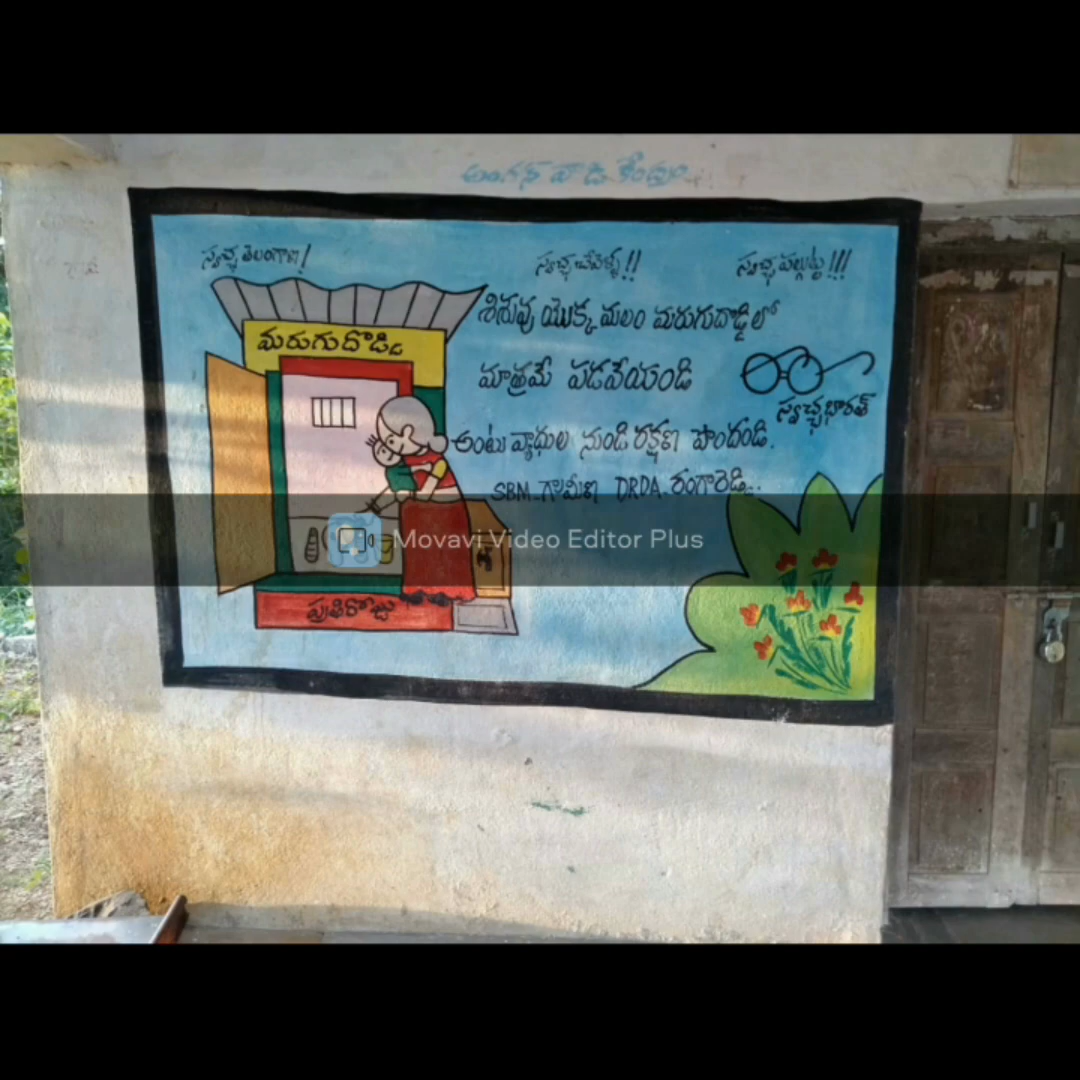 అంగన్ వాడి కేంద్రం
స్వచ్ఛ తెలంగాణ! స్వచ్ఛ చేవెళ్ళ!! స్వచ్ఛ పల్గుట్ట!!!
మరుగుదొడ్డి
శిశువు యొక్క మలం మరుగుదొడ్డి లో
మాత్రమే పడవేయండి
స్వచ్ఛభారత్
అంటు వ్యాధుల నుండి రక్షణ పొందండి.
SBM-గ్రామీణ DRDA-రంగారెడ్డి..
Movavi Video Editor Plus
ప్రతిరోజు